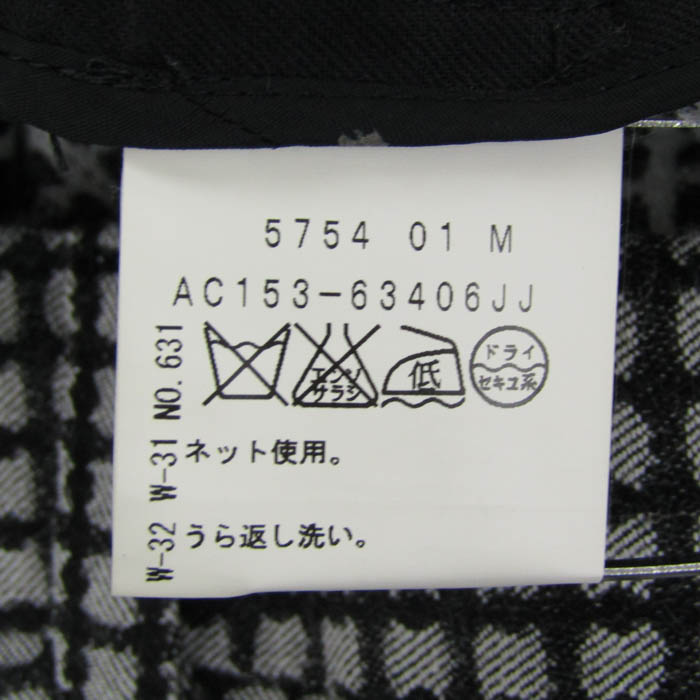 5754 01 M
AC153-63406JJ
NO. 631
エンソ
サラシ
低
ドライ
セキユ系
W-31 ネット使用。
W-32 うら返し洗い。